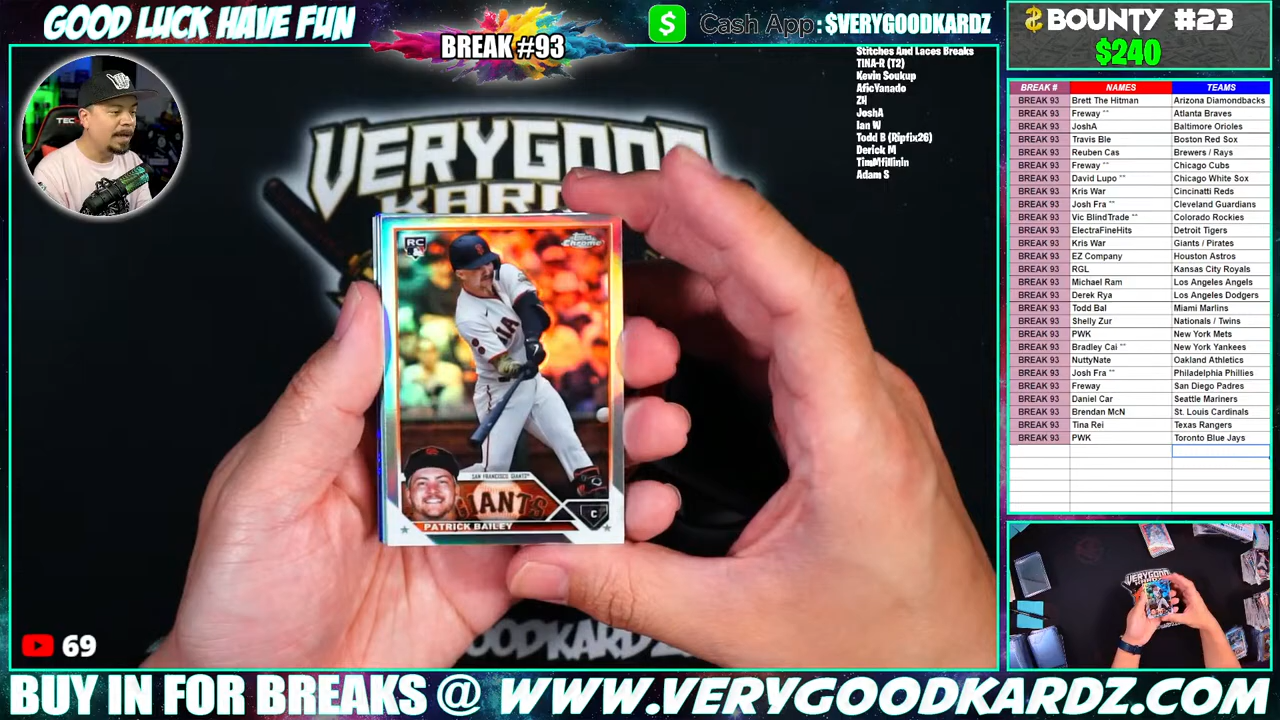 GOOD LUCK HAVE FUN
BREAK #93
$ Cash App : $VERYGOODKARDZ
$ BOUNTY #23
$240
Stitches And Laces Breaks
TINA-R (T2)
Kevin Soukup
AficYanado
ZH
JoshA
Ian W
Todd B (Ripfix26)
Derick M
Adam S
BREAK # NAMES TEAMS
BREAK 93 Brett The Hitman Arizona Diamondbacks
BREAK 93 Freway ** Atlanta Braves
BREAK 93 JoshA Baltimore Orioles
BREAK 93 Travis Ble Boston Red Sox
BREAK 93 Reuben Cas Brewers / Rays
BREAK 93 Freway ** Chicago Cubs
BREAK 93 David Lupo ** Chicago White Sox
BREAK 93 Kris War Cincinatti Reds
BREAK 93 Josh Fra ** Cleveland Guardians
BREAK 93 Vic BlindTrade ** Colorado Rockies
BREAK 93 ElectraFineHits Detroit Tigers
BREAK 93 Kris War Giants / Pirates
BREAK 93 EZ Company Houston Astros
BREAK 93 RGL Kansas City Royals
BREAK 93 Michael Ram Los Angeles Angels
BREAK 93 Derek Rya Los Angeles Dodgers
BREAK 93 Todd Bal Miami Marlins
BREAK 93 Shelly Zur Nationals / Twins
BREAK 93 PWK New York Mets
BREAK 93 Bradley Cai ** New York Yankees
BREAK 93 NuttyNate Oakland Athletics
BREAK 93 Josh Fra ** Philadelphia Phillies
BREAK 93 Freway San Diego Padres
BREAK 93 Daniel Car Seattle Mariners
BREAK 93 Brendan McN St. Louis Cardinals
BREAK 93 Tina Rei Texas Rangers
BREAK 93 PWK Toronto Blue Jays
TEC
VERYGOOD
KARD
RC
Topps
Chrome
SAN FRANCISCO GIANTS
GIANTS
PATRICK BAILEY
C
GOODKARDZ
69
VERYGOOD
BUY IN FOR BREAKS @ WWW.VERYGOODKARDZ.COM